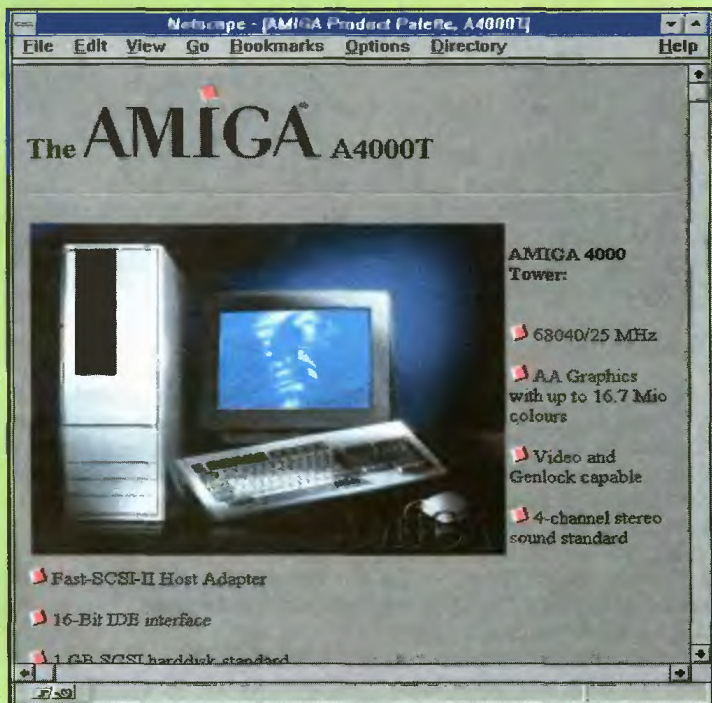 Netscape - [AMIGA Product Palette, A4000T]
File Edit View Go Bookmarks Options Directory Help
The AMIGA A4000T
AMIGA 4000
Tower:
68040/25 MHz
AA Graphics
with up to 16.7 Mio
colours
Video and
Genlock capable
4-channel stereo
sound standard
Fast-SCSI-II Host Adapter
16-Bit IDE interface
1 GB SCSI harddisk standard